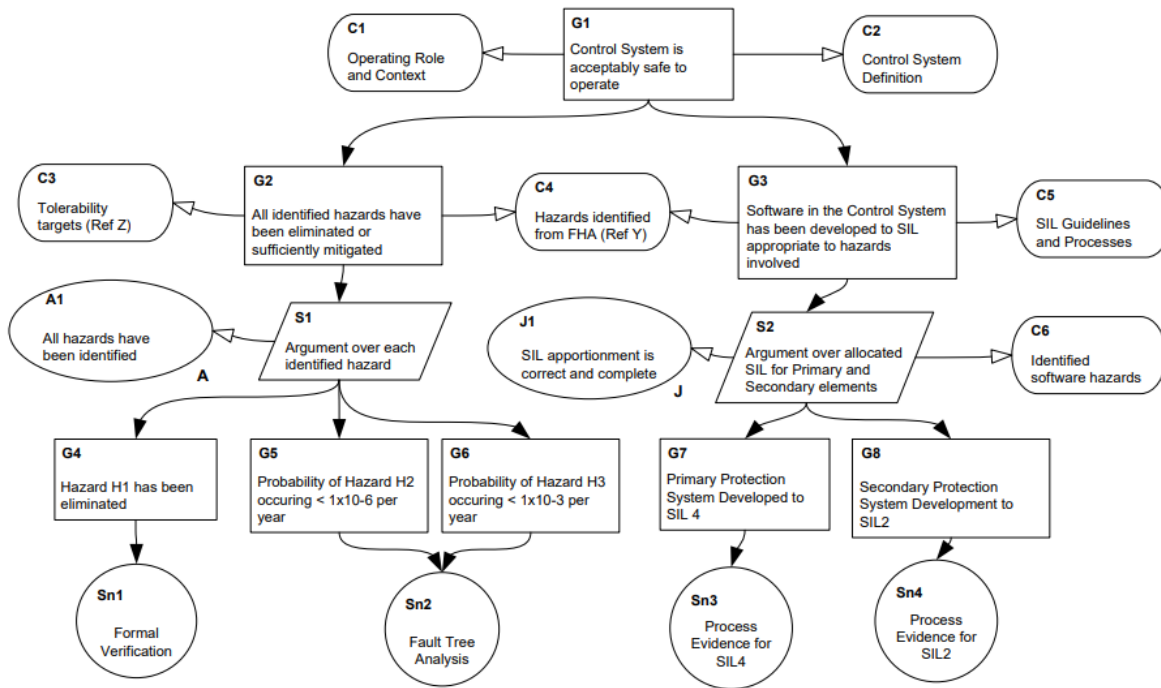 C1
Operating Role
and Context
G1
Control System is
acceptably safe to
operate
C2
Control System
Definition
C3
Tolerability
targets (Ref Z)
G2
All identified hazards have
been eliminated or
sufficiently mitigated
C4
Hazards identified
from FHA (Ref Y)
G3
Software in the Control System
has been developed to SIL
appropriate to hazards
involved
C5
SIL Guidelines
and Processes
A1
All hazards have
been identified
A
S1
Argument over each
identified hazard
J1
SIL apportionment is
correct and complete
J
S2
Argument over allocated
SIL for Primary and
Secondary elements
C6
Identified
software hazards
G4
Hazard H1 has been
eliminated
G5
Probability of Hazard H2
occuring < 1x10-6 per
year
G6
Probability of Hazard H3
occuring < 1x10-3 per
year
G7
Primary Protection
System Developed to
SIL 4
G8
Secondary Protection
System Development to
SIL2
Sn1
Formal
Verification
Sn2
Fault Tree
Analysis
Sn3
Process
Evidence for
SIL4
Sn4
Process
Evidence for
SIL2